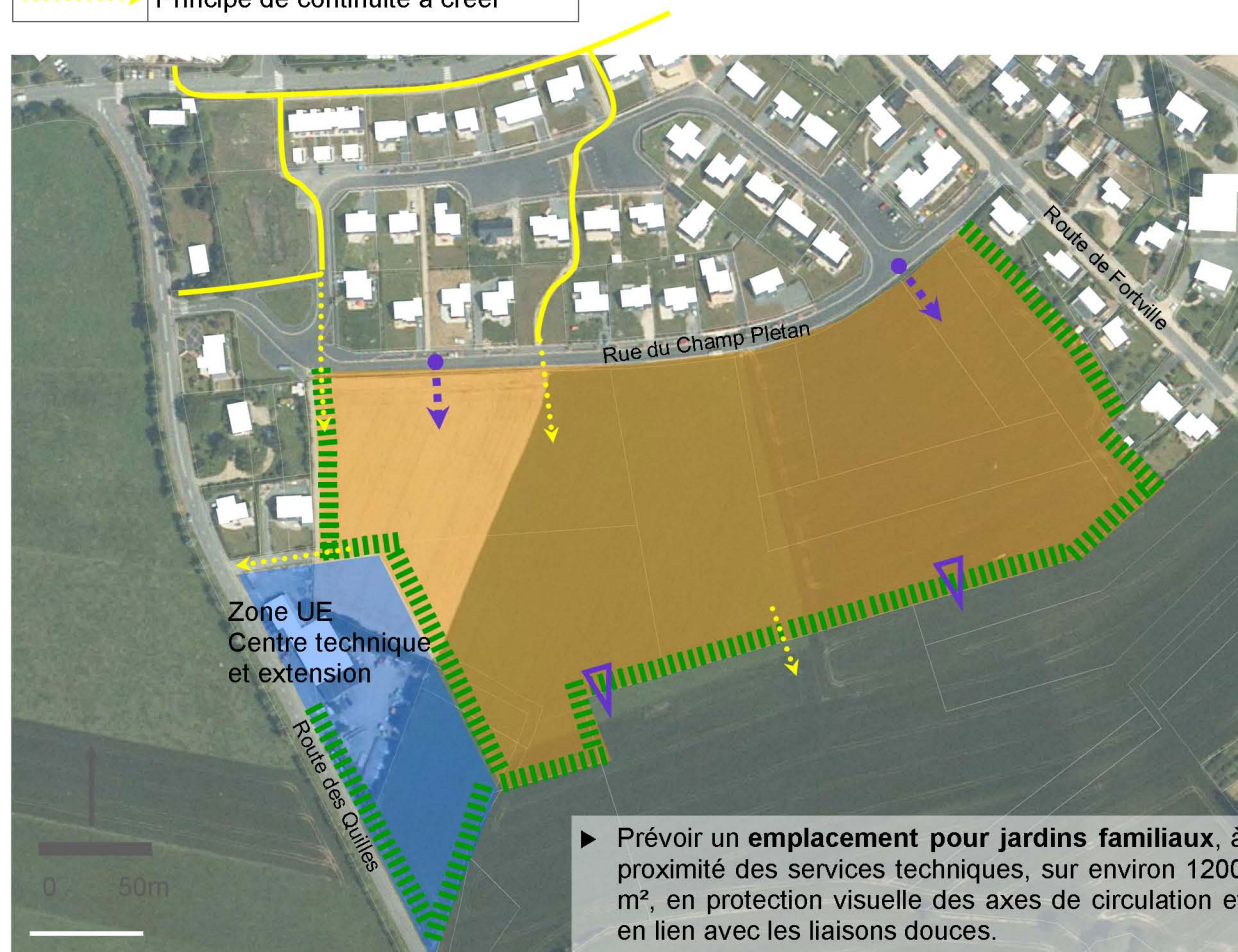 Principe de continuité à créer
Route de Fortville
Rue du Champ Pletan
Zone UE
Centre technique
et extension
Route des Quilles
0 50m
► Prévoir un emplacement pour jardins familiaux, à
proximité des services techniques, sur environ 1200
m², en protection visuelle des axes de circulation et
en lien avec les liaisons douces.